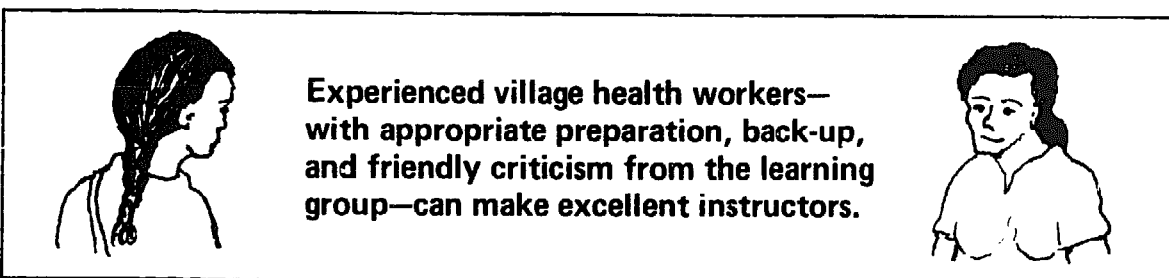 Experienced village health workers—
with appropriate preparation, back-up,
and friendly criticism from the learning
group—can make excellent instructors.